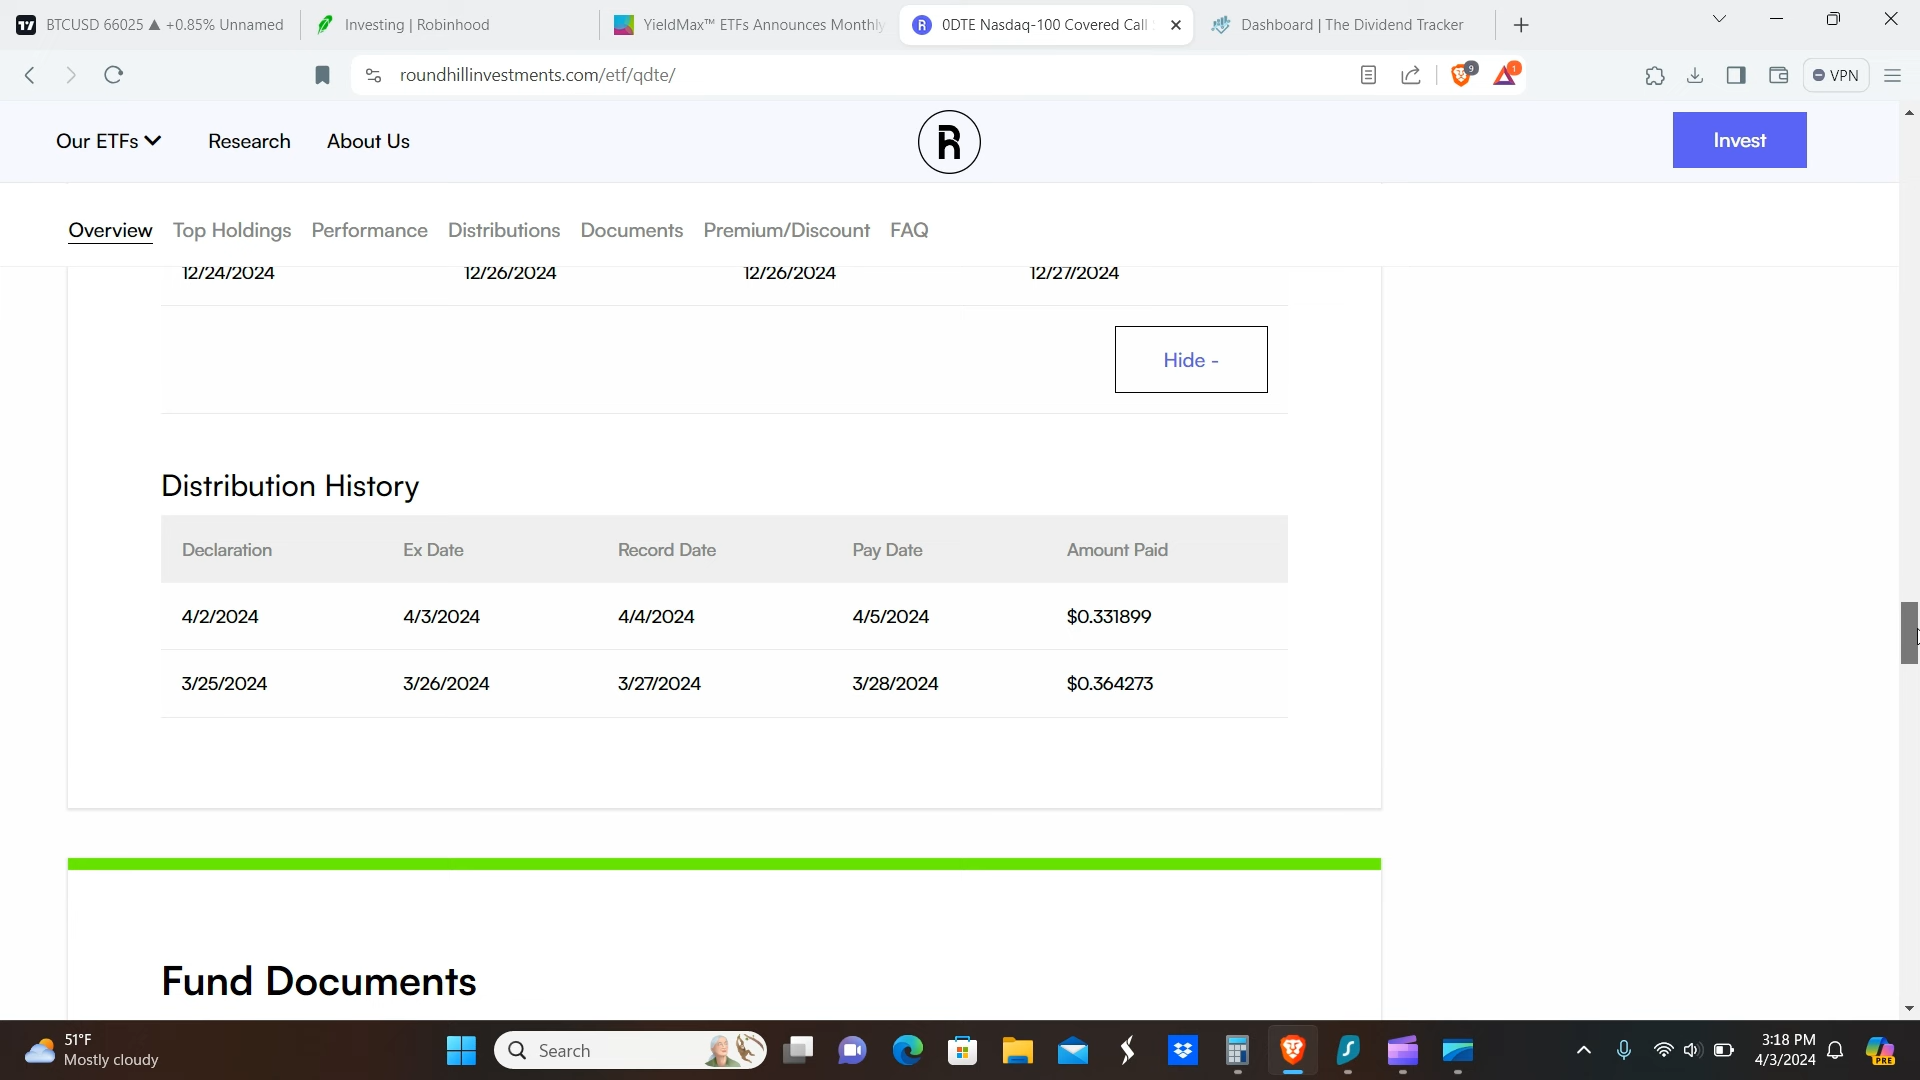 BTCUSD 66025 ▲ +0.85% Unnamed
Investing | Robinhood
YieldMax™ ETFs Announces Monthly
0DTE Nasdaq-100 Covered Call
Dashboard | The Dividend Tracker
roundhillinvestments.com/etf/qdte/
9
1
VPN
Our ETFs
Research
About Us
R
Invest
Overview
Top Holdings
Performance
Distributions
Documents
Premium/Discount
FAQ
12/24/2024 12/26/2024 12/26/2024 12/27/2024
Hide -
Distribution History
Declaration Ex Date Record Date Pay Date Amount Paid
4/2/2024 4/3/2024 4/4/2024 4/5/2024 $0.331899
3/25/2024 3/26/2024 3/27/2024 3/28/2024 $0.364273
Fund Documents
51°F
Mostly cloudy
Search
3:18 PM
4/3/2024
PRE